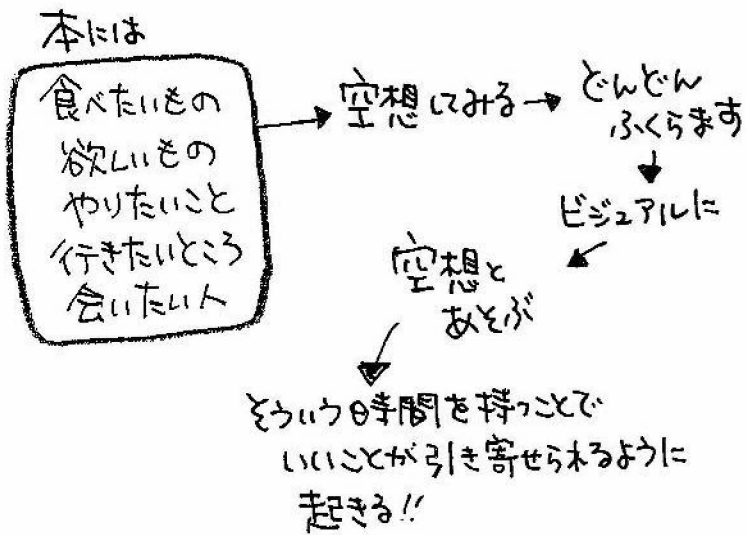 本には
食べたいもの
欲しいもの
やりたいこと
行きたいところ
会いたい人
空想してみる
どんどん
ふくらます
ビジュアルに
空想と
あそぶ
そういう時間を持つことで
いいことが引き寄せられるように
起きる!!